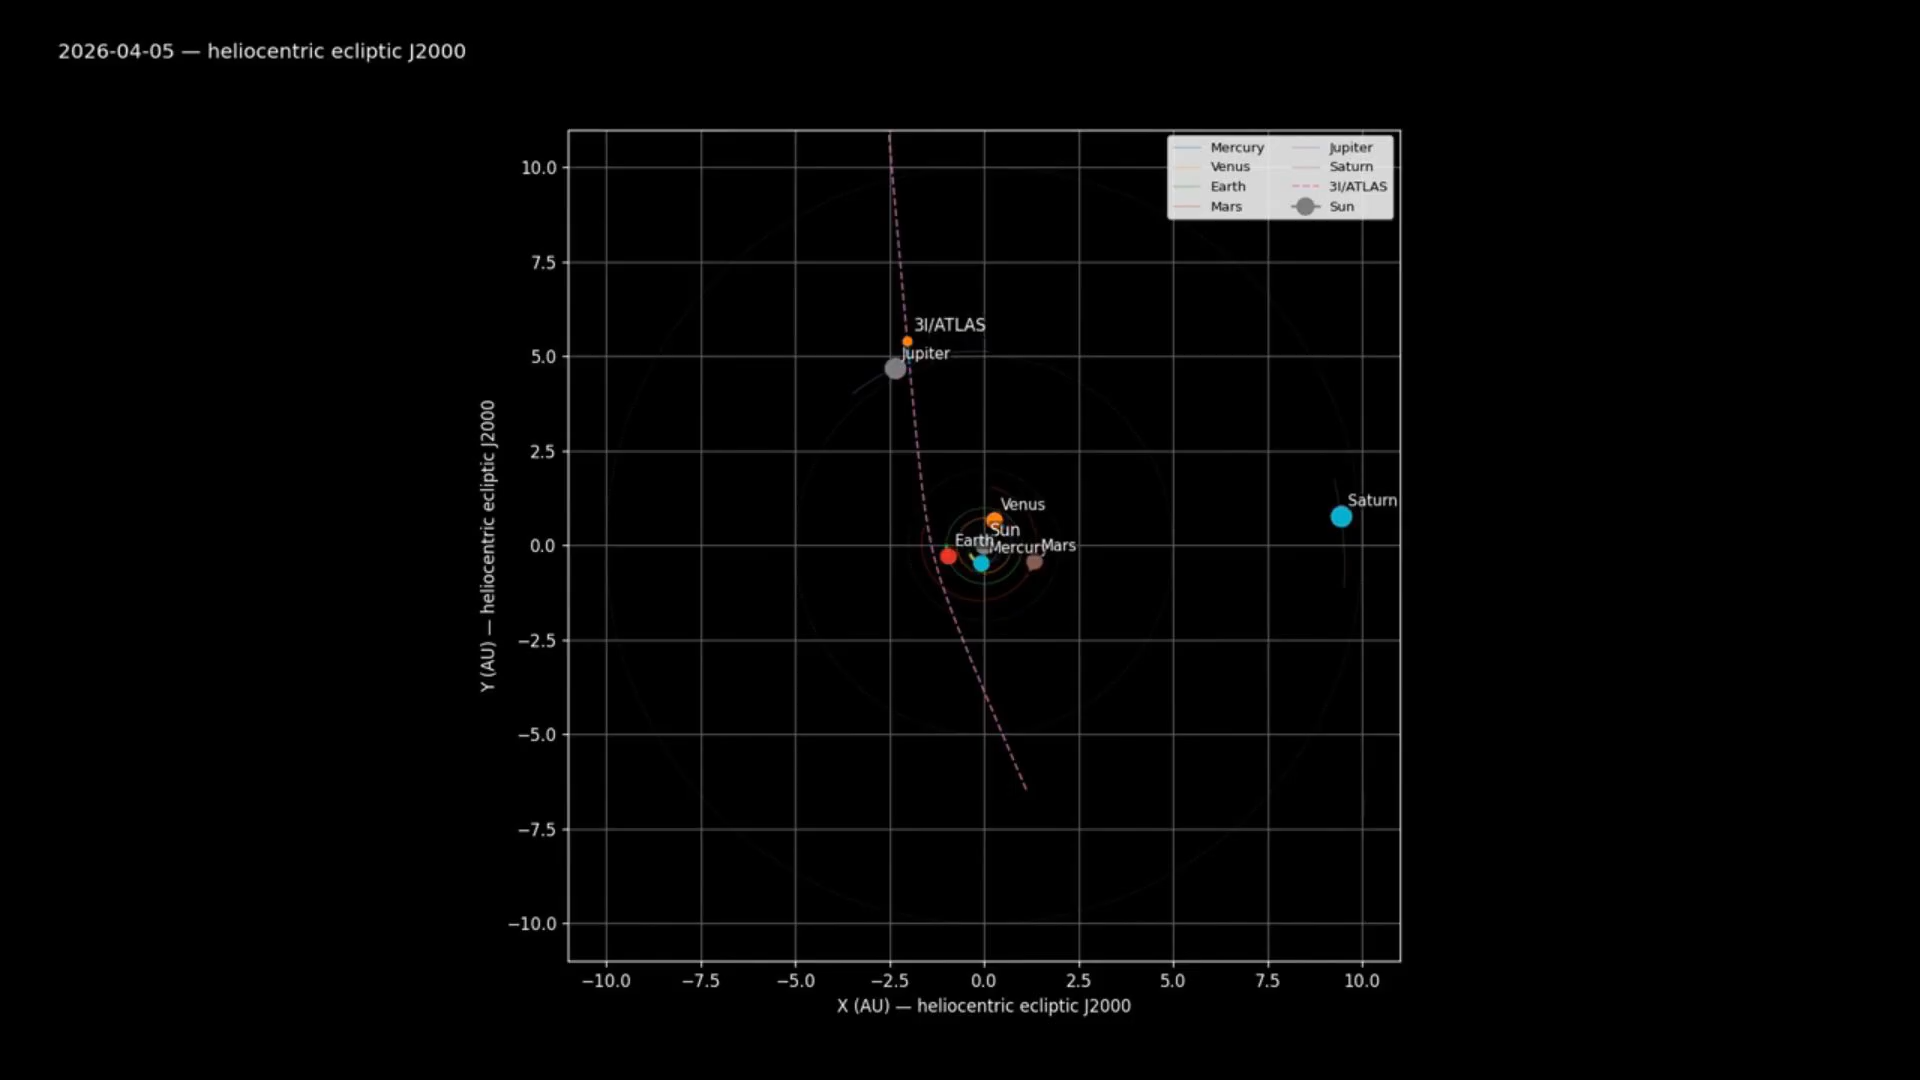 2026-04-05 — heliocentric ecliptic J2000
Mercury
Venus
Earth
Mars
Jupiter
Saturn
3I/ATLAS
Sun
10.0
7.5
5.0
2.5
0.0
−2.5
−5.0
−7.5
−10.0
Y (AU) — heliocentric ecliptic J2000
3I/ATLAS
Jupiter
Venus
Sun
Earth
Mercury
Mars
Saturn
−10.0
−7.5
−5.0
−2.5
0.0
2.5
5.0
7.5
10.0
X (AU) — heliocentric ecliptic J2000